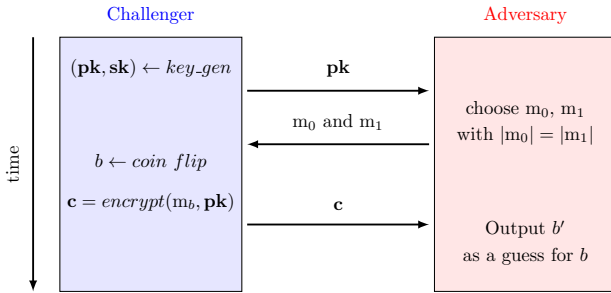 Challenger
Adversary
time
(pk, sk) ← key_gen
pk
choose m₀, m₁
with |m₀| = |m₁|
m₀ and m₁
b ← coin flip
c = encrypt(m_b, pk)
c
Output b′
as a guess for b